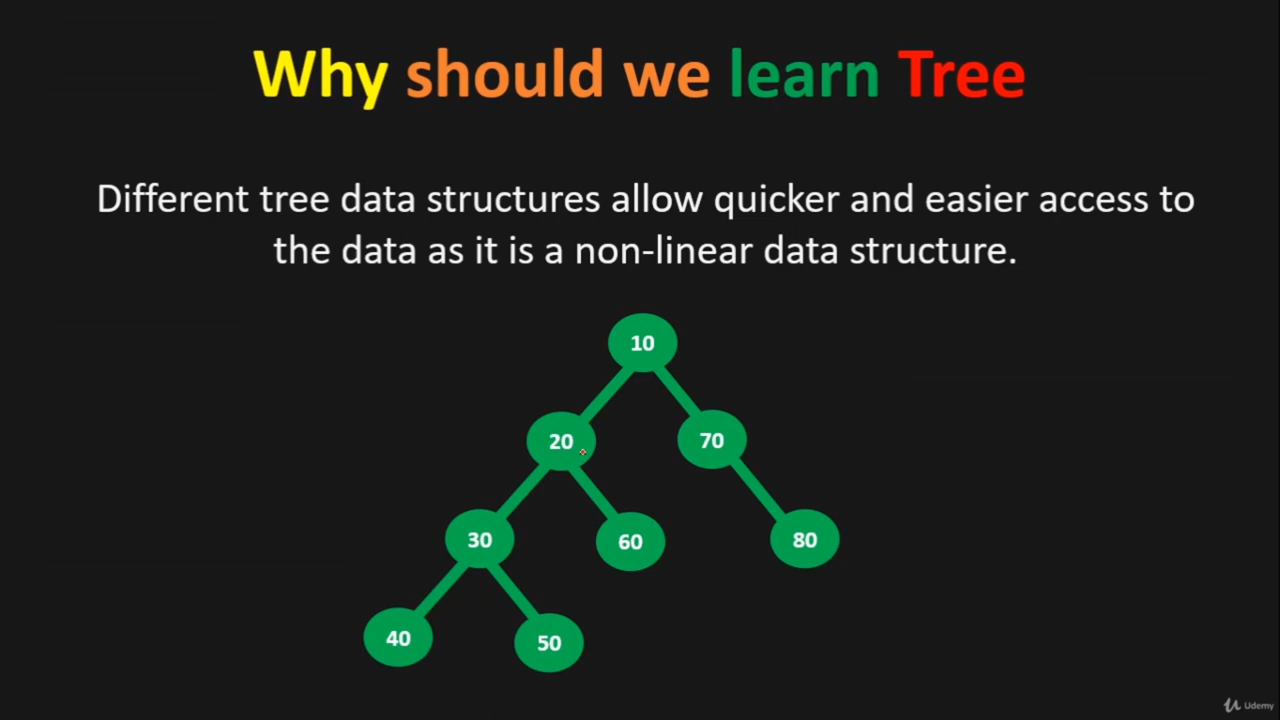 Why should we learn Tree
Different tree data structures allow quicker and easier access to
the data as it is a non-linear data structure.
10
20
70
30
60
80
40
50
Udemy